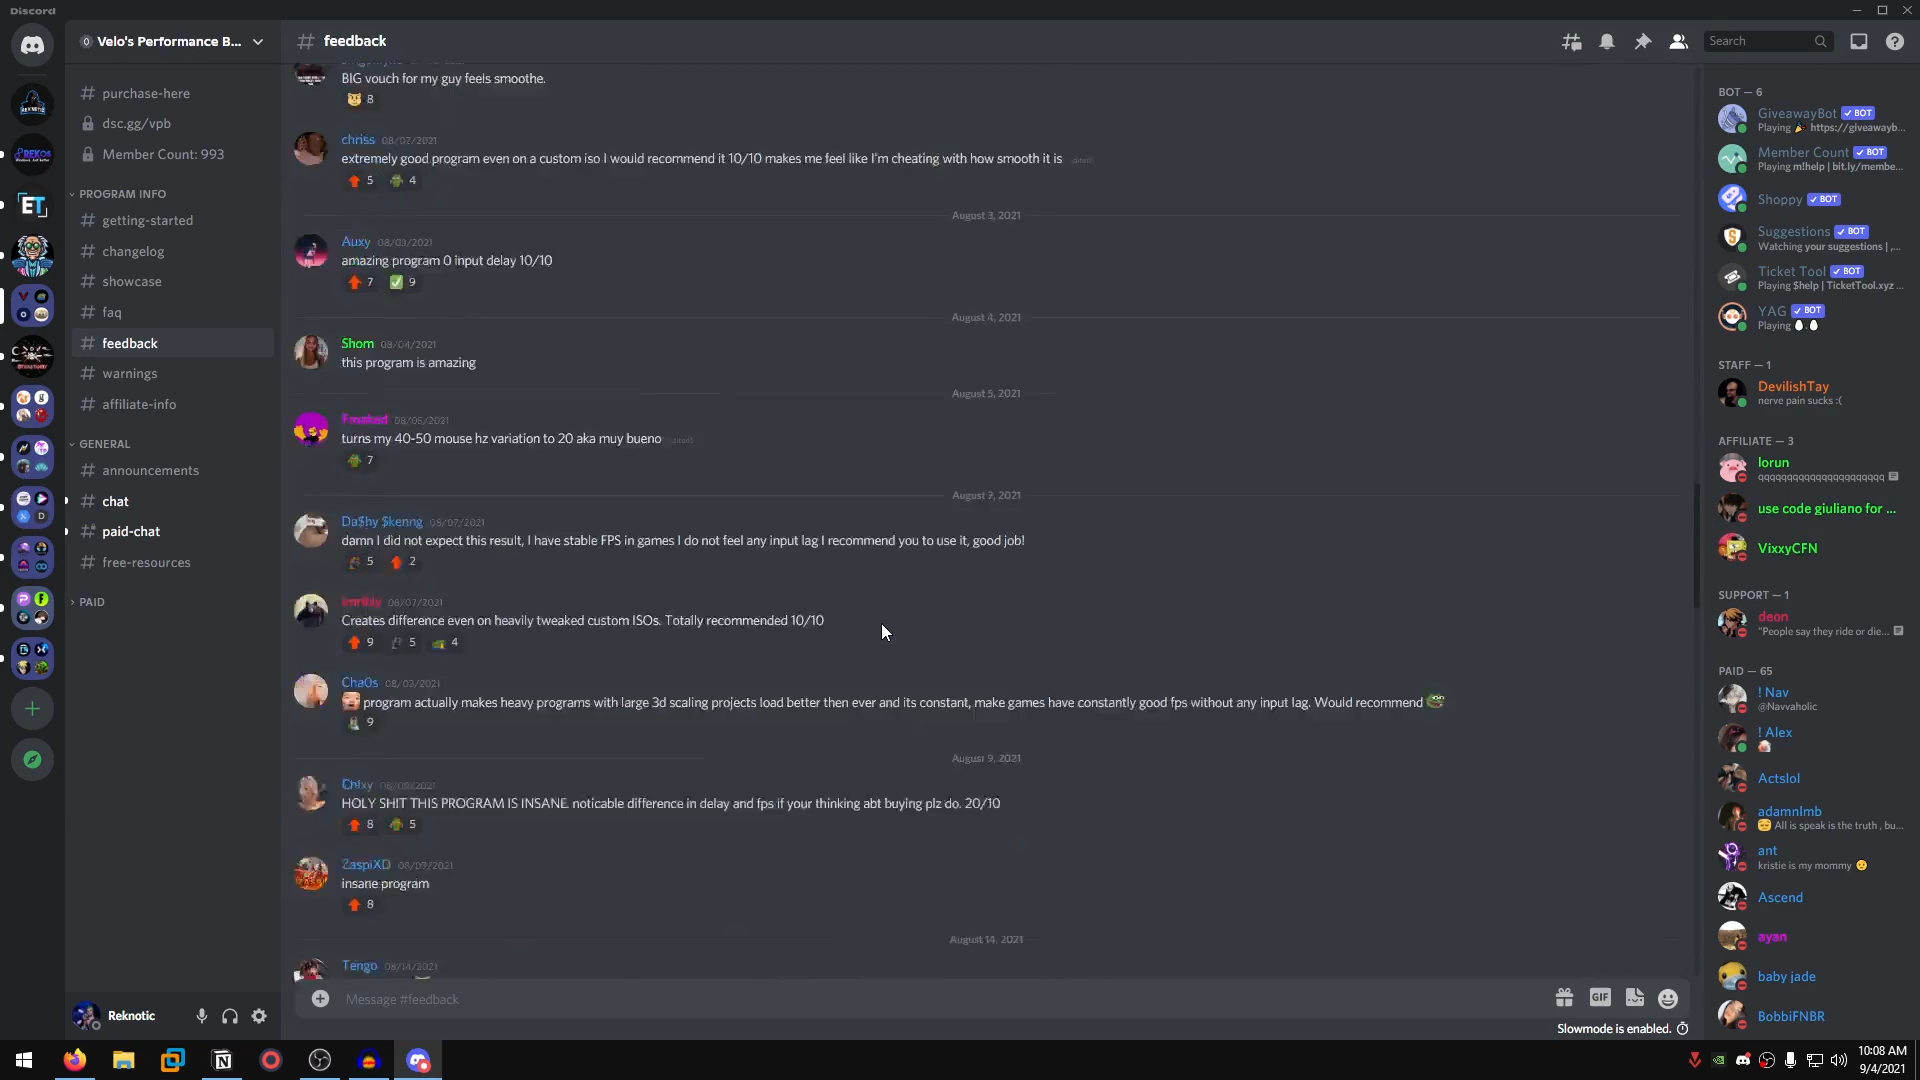 Discord
Velo's Performance B...
feedback
Search
purchase-here
dsc.gg/vpb
Member Count: 993
PROGRAM INFO
getting-started
changelog
showcase
faq
feedback
warnings
affiliate-info
GENERAL
announcements
chat
paid-chat
free-resources
PAID
Reknotic
BIG vouch for my guy feels smoothe.
8
chriss 08/07/2021
extremely good program even on a custom iso I would recommend it 10/10 makes me feel like I'm cheating with how smooth it is
5 4
August 3, 2021
Auxy 08/03/2021
amazing program 0 input delay 10/10
7 9
August 4, 2021
Shom 08/04/2021
this program is amazing
August 5, 2021
08/05/2021
turns my 40-50 mouse hz variation to 20 aka muy bueno
7
August 2, 2021
Da$hy $kenng 08/07/2021
damn I did not expect this result, I have stable FPS in games I do not feel any input lag I recommend you to use it, good job!
5 2
08/07/2021
Creates difference even on heavily tweaked custom ISOs. Totally recommended 10/10
9 5 4
Cha0s 08/07/2021
program actually makes heavy programs with large 3d scaling projects load better then ever and its constant, make games have constantly good fps without any input lag. Would recommend
9
August 9, 2021
08/09/2021
HOLY SHIT THIS PROGRAM IS INSANE. noticable difference in delay and fps if your thinking abt buying plz do. 20/10
8 5
ZaspiXD 08/09/2021
insane program
8
August 14, 2021
Tengo 08/14/2021
Message #feedback
GIF
Slowmode is enabled.
BOT — 6
GiveawayBot BOT
Playing https://giveawayb...
Member Count BOT
Playing m!help | bit.ly/membe...
Shoppy BOT
Suggestions BOT
Watching your suggestions | ,...
Ticket Tool BOT
Playing $help | TicketTool.xyz ...
YAG BOT
Playing
STAFF — 1
DevilishTay
nerve pain sucks :(
AFFILIATE — 3
lorun
qqqqqqqqqqqqqqqqqqqq
use code giuliano for ...
VixxyCFN
SUPPORT — 1
deon
"People say they ride or die...
PAID — 65
! Nav
@Navvaholic
! Alex
Actslol
adamnlmb
All is speak is the truth , bu...
ant
kristie is my mommy
Ascend
ayan
baby jade
BobbiFNBR
10:08 AM
9/4/2021